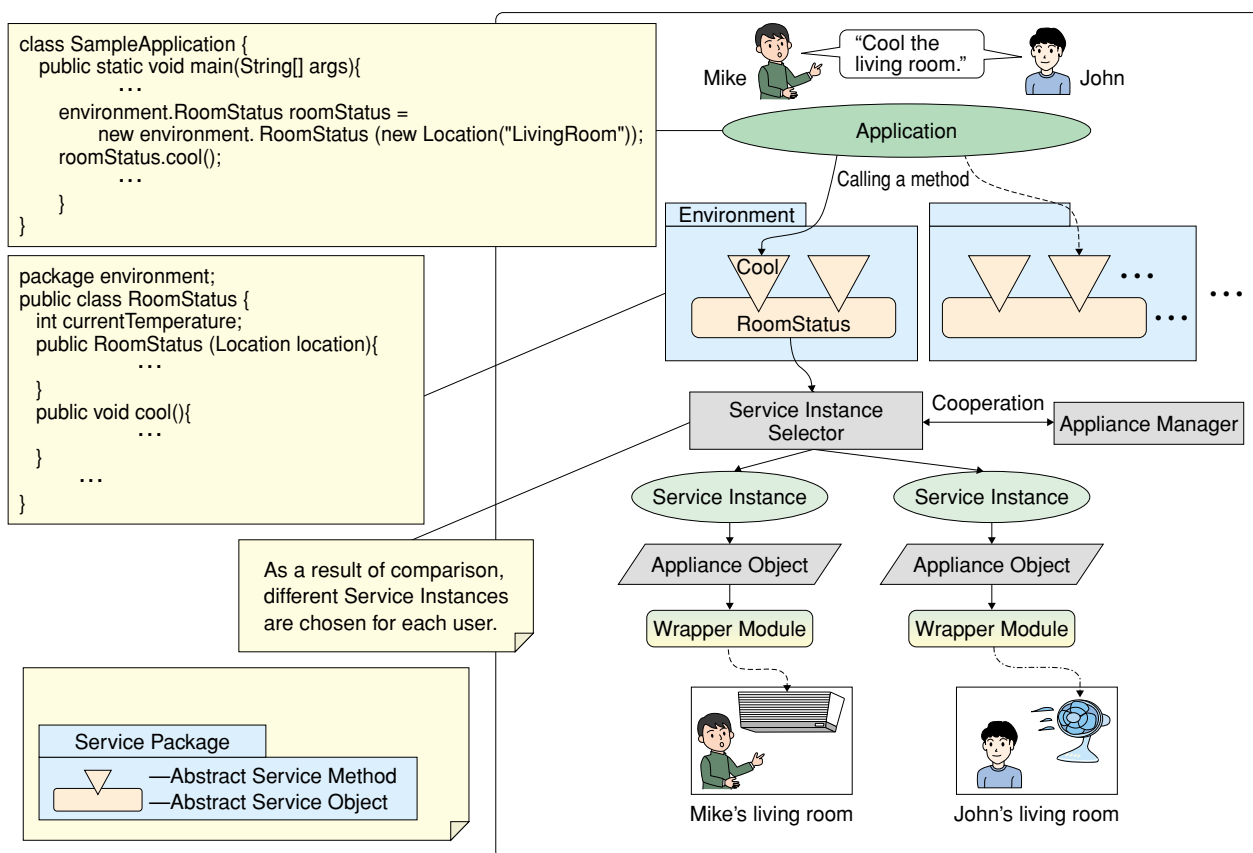 class SampleApplication {
public static void main(String[] args){
...
environment.RoomStatus roomStatus =
new environment. RoomStatus (new Location("LivingRoom"));
roomStatus.cool();
...
}
}
package environment;
public class RoomStatus {
int currentTemperature;
public RoomStatus (Location location){
...
}
public void cool(){
...
}
...
}
As a result of comparison,
different Service Instances
are chosen for each user.
Service Package
—Abstract Service Method
—Abstract Service Object
Mike
“Cool the
living room.”
John
Application
Calling a method
Environment
Cool
RoomStatus
...
...
...
Service Instance
Selector
Cooperation
Appliance Manager
Service Instance
Service Instance
Appliance Object
Appliance Object
Wrapper Module
Wrapper Module
Mike’s living room
John’s living room